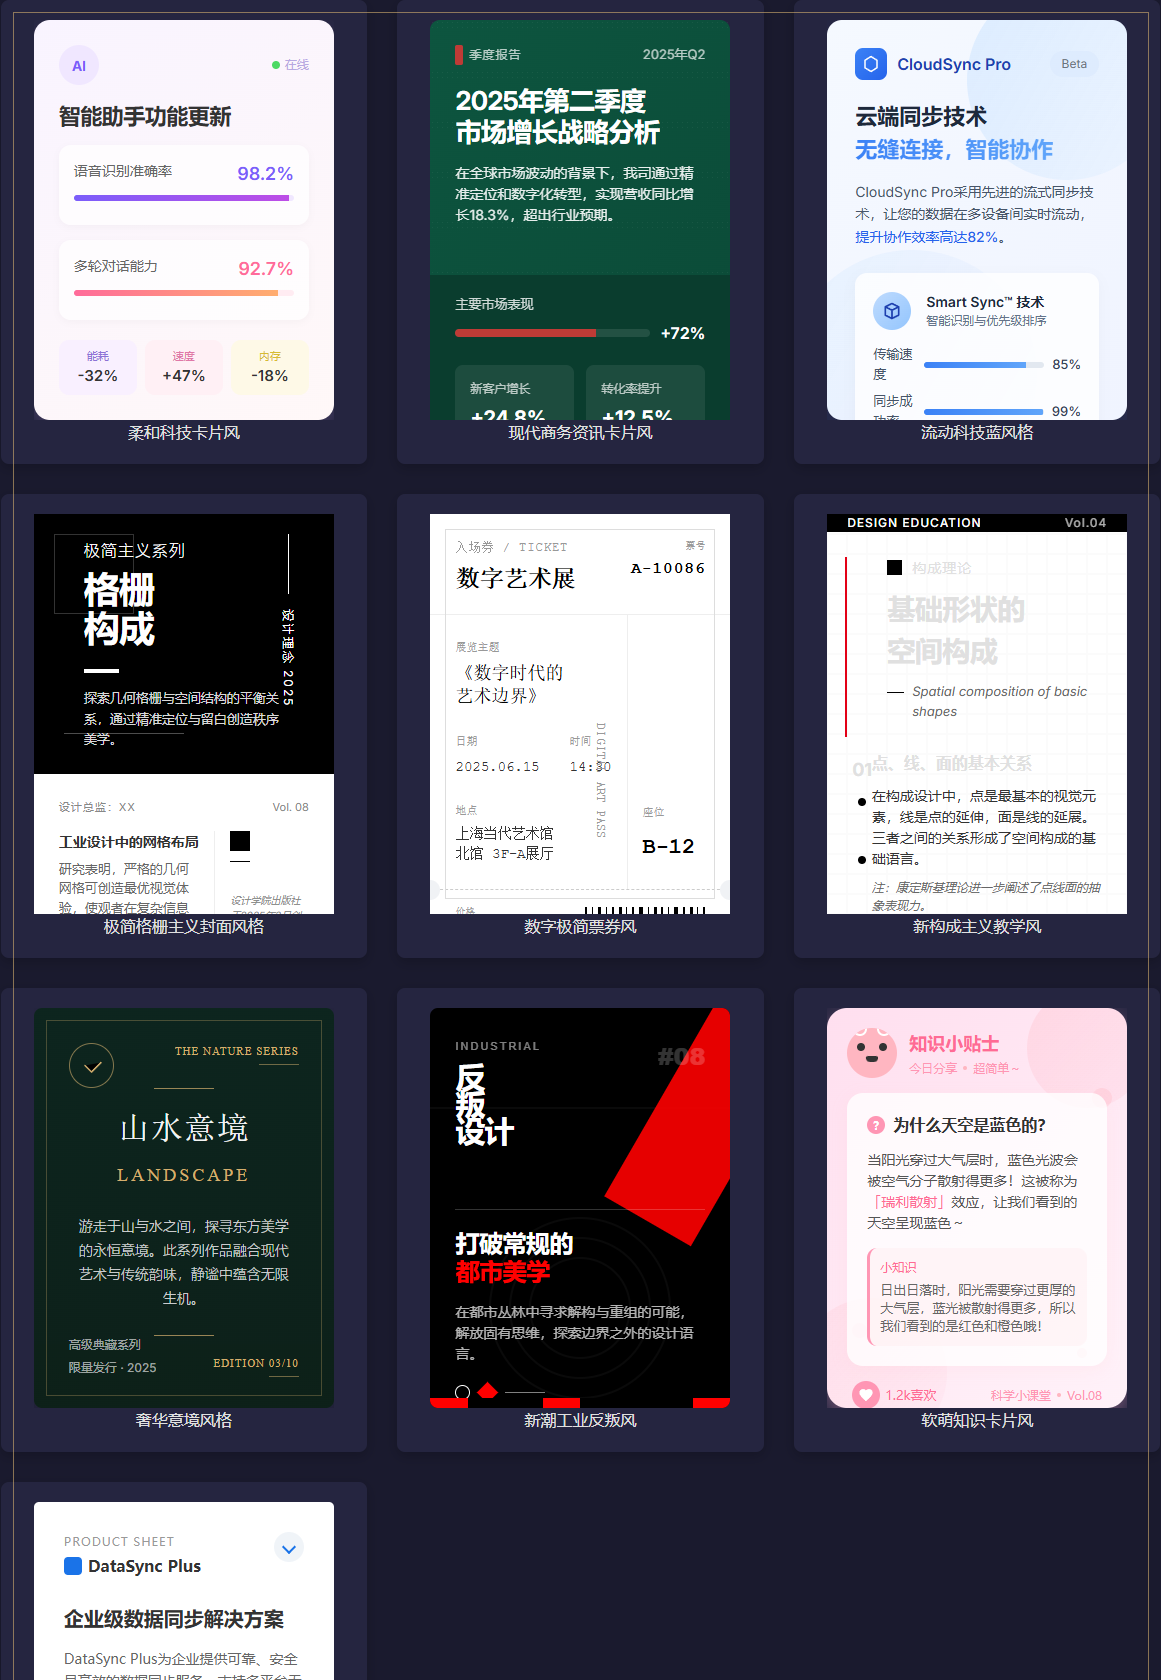 AI
在线
智能助手功能更新
语音识别准确率
98.2%
多轮对话能力
92.7%
能耗
-32%
速度
+47%
内存
-18%
柔和科技卡片风
季度报告
2025年Q2
2025年第二季度
市场增长战略分析
在全球市场波动的背景下，我司通过精
准定位和数字化转型，实现营收同比增
长18.3%，超出行业预期。
主要市场表现
+72%
新客户增长
+24.8%
转化率提升
+12.5%
现代商务资讯卡片风
CloudSync Pro
Beta
云端同步技术
无缝连接，智能协作
CloudSync Pro采用先进的流式同步技
术，让您的数据在多设备间实时流动，
提升协作效率高达82%。
Smart Sync™ 技术
智能识别与优先级排序
传输速
度
85%
同步成
功率
99%
流动科技蓝风格
极简主义系列
格栅
构成
设计理念 2025
探索几何格栅与空间结构的平衡关
系，通过精准定位与留白创造秩序
美学。
设计总监：XX
Vol. 08
工业设计中的网格布局
研究表明，严格的几何
网格可创造最优视觉体
验，使观者在复杂信息
设计学院出版社
极简格栅主义封面风格
入场券 / TICKET
票号
数字艺术展
A-10086
展览主题
《数字时代的
艺术边界》
日期
时间
2025.06.15
14:30
DIGITAL ART PASS
地点
上海当代艺术馆
北馆 3F-A展厅
座位
B-12
价格
数字极简票券风
DESIGN EDUCATION
Vol.04
构成理论
基础形状的
空间构成
Spatial composition of basic
shapes
01
点、线、面的基本关系
在构成设计中，点是最基本的视觉元
素，线是点的延伸，面是线的延展。
三者之间的关系形成了空间构成的基
础语言。
注：康定斯基理论进一步阐述了点线面的抽
象表现力。
新构成主义教学风
THE NATURE SERIES
山水意境
LANDSCAPE
游走于山与水之间，探寻东方美学
的永恒意境。此系列作品融合现代
艺术与传统韵味，静谧中蕴含无限
生机。
高级典藏系列
限量发行 · 2025
EDITION 03/10
奢华意境风格
INDUSTRIAL
#08
反
叛
设计
打破常规的
都市美学
在都市丛林中寻求解构与重组的可能，
解放固有思维，探索边界之外的设计语
言。
新潮工业反叛风
知识小贴士
今日分享 • 超简单～
?
为什么天空是蓝色的？
当阳光穿过大气层时，蓝色光波会
被空气分子散射得更多！这被称为
「瑞利散射」效应，让我们看到的
天空呈现蓝色～
小知识
日出日落时，阳光需要穿过更厚的
大气层，蓝光被散射得更多，所以
我们看到的是红色和橙色哦！
1.2k喜欢
科学小课堂 • Vol.08
软萌知识卡片风
PRODUCT SHEET
DataSync Plus
企业级数据同步解决方案
DataSync Plus为企业提供可靠、安全